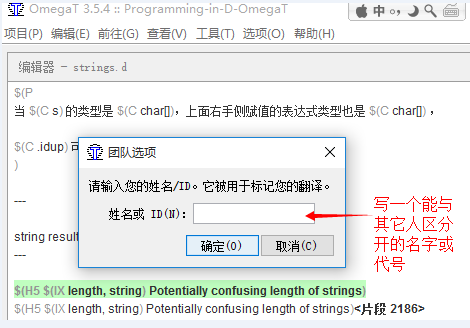 OmegaT 3.5.4 :: Programming-in-D-OmegaT
中
项目(P) 编辑(E) 前往(G) 查看(V) 工具(T) 选项(O) 帮助(H)
编辑器 - strings.d
$(P
当 $(C s) 的类型是 $(C char[])，上面右手侧赋值的表达式类型也是 $(C char[])，
$(C .idup) 可
)
---
string result
---
团队选项
请输入您的姓名/ID。它被用于标记您的翻译。
姓名或 ID(N):
确定(O) 取消(C)
写一个能与
其它人区分
开的名字或
代号
$(H5 $(IX length, string) Potentially confusing length of strings)
$(H5 $(IX length, string) Potentially confusing length of strings)<片段 2186>